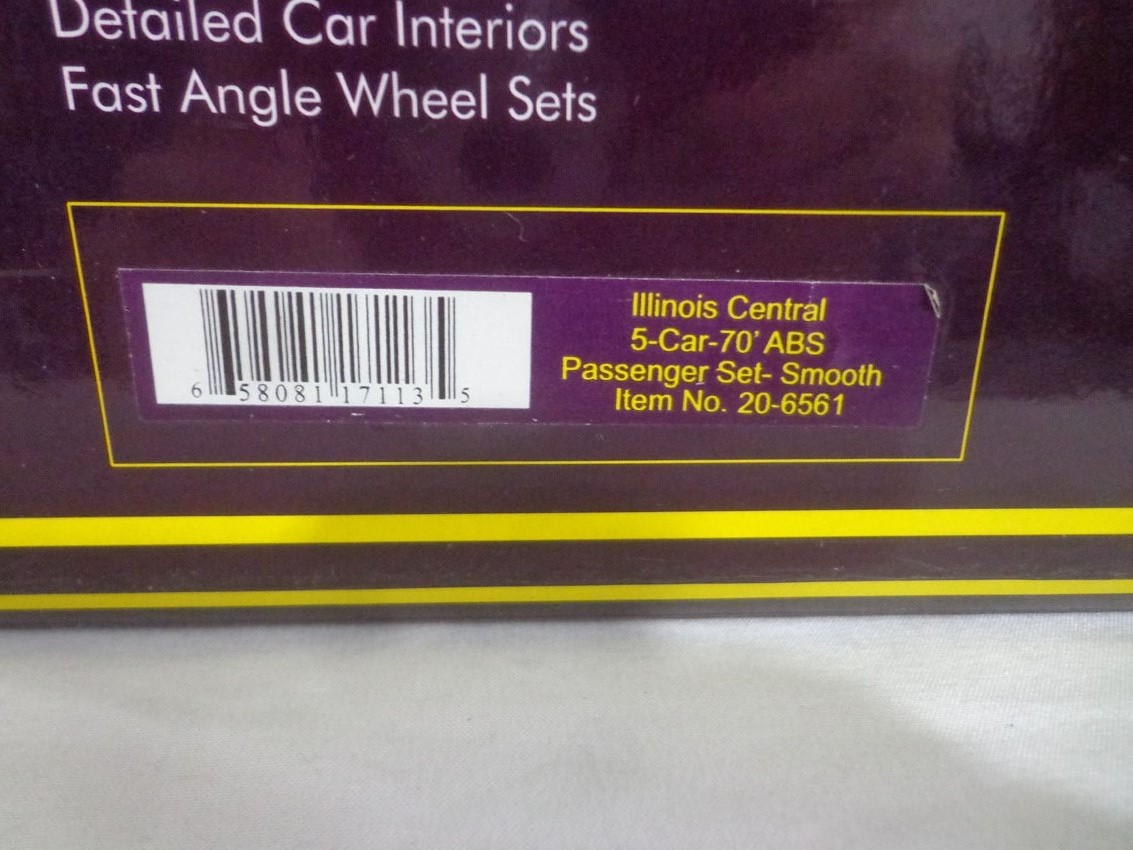 Detailed Car Interiors
Fast Angle Wheel Sets
Illinois Central
5-Car-70' ABS
Passenger Set- Smooth
Item No. 20-6561
6 58081 17113 5